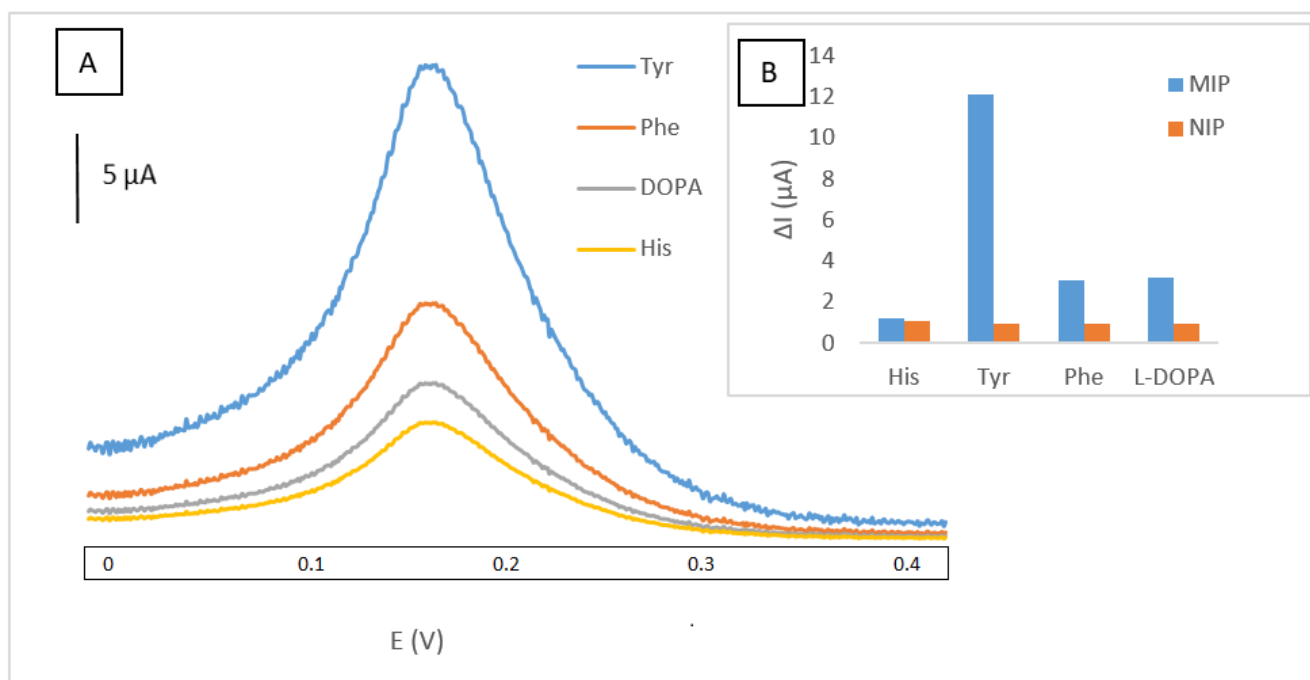 A
5 µA
Tyr
Phe
DOPA
His
0 0.1 0.2 0.3 0.4
E (V)
.
B
14
12
10
8
6
4
2
0
ΔI (µA)
MIP
NIP
His Tyr Phe L-DOPA